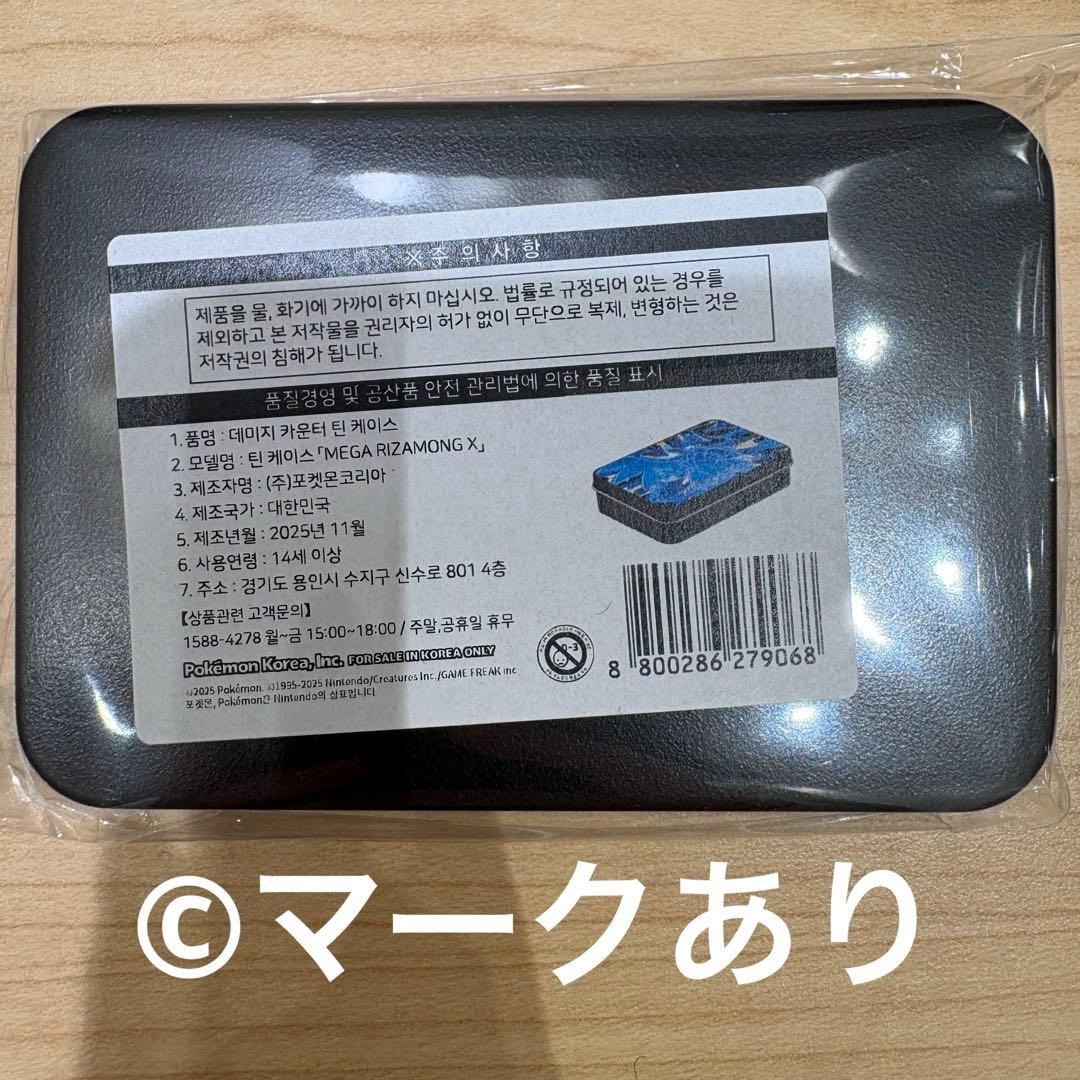 ※주의사항
제품을 물, 화기에 가까이 하지 마십시오. 법률로 규정되어 있는 경우를
제외하고 본 저작물을 권리자의 허가 없이 무단으로 복제, 변형하는 것은
저작권의 침해가 됩니다.
품질경영 및 공산품 안전 관리법에 의한 품질 표시
1. 품명 : 데미지 카운터 틴 케이스
2. 모델명 : 틴 케이스 「MEGA RIZAMONG X」
3. 제조자명 : (주)포켓몬코리아
4. 제조국가 : 대한민국
5. 제조년월 : 2025년 11월
6. 사용연령 : 14세 이상
7. 주소 : 경기도 용인시 수지구 신수로 801 4층
【상품관련 고객문의】
1588-4278 월~금 15:00~18:00 / 주말,공휴일 휴무
Pokémon Korea, Inc. FOR SALE IN KOREA ONLY
©2025 Pokémon. ©1995-2025 Nintendo/Creatures Inc./GAME FREAK inc.
포켓몬, Pokémon은 Nintendo의 상표입니다
0-3
8 800286 279068
©マークあり